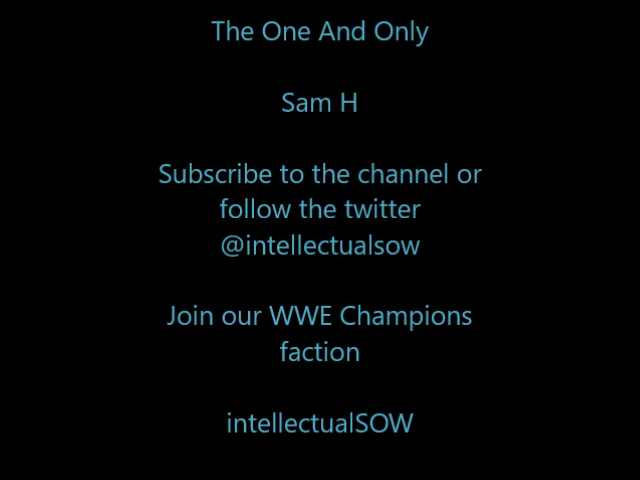 The One And Only
Sam H
Subscribe to the channel or
follow the twitter
@intellectualsow
Join our WWE Champions
faction
intellectualSOW